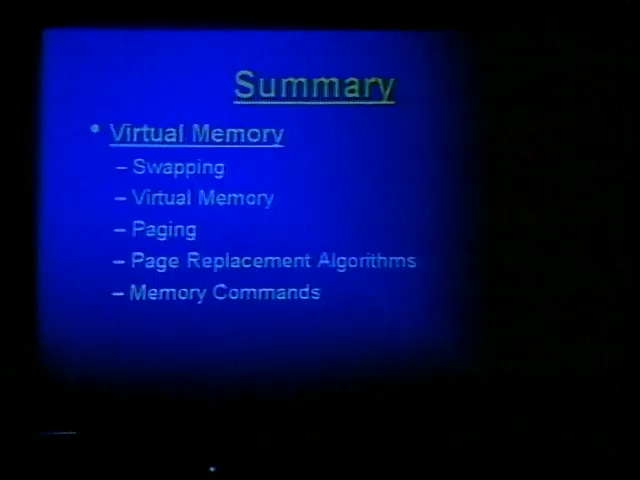 Summary
• Virtual Memory
– Swapping
– Virtual Memory
– Paging
– Page Replacement Algorithms
– Memory Commands